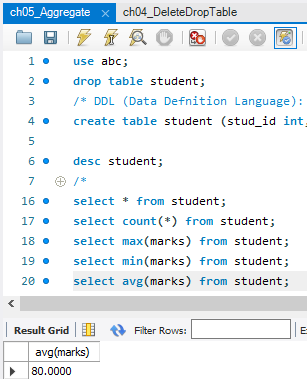 ch05_Aggregate × ch04_DeleteDropTable
1 use abc;
2 drop table student;
3 /* DDL (Data Defnition Language):
4 create table student (stud_id int,
5
6 desc student;
7 /*
16 select * from student;
17 select count(*) from student;
18 select max(marks) from student;
19 select min(marks) from student;
20 select avg(marks) from student;
Result Grid Filter Rows:
avg(marks)
80.0000